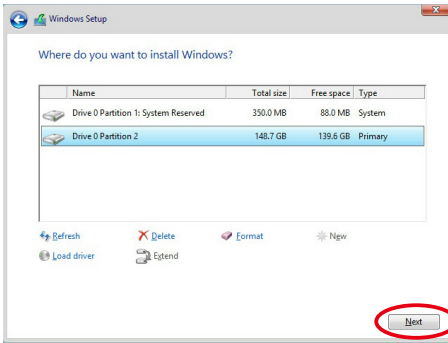 Windows Setup
Where do you want to install Windows?
Name Total size Free space Type
Drive 0 Partition 1: System Reserved 350.0 MB 88.0 MB System
Drive 0 Partition 2 148.7 GB 139.6 GB Primary
Refresh Delete Format New
Load driver Extend
Next